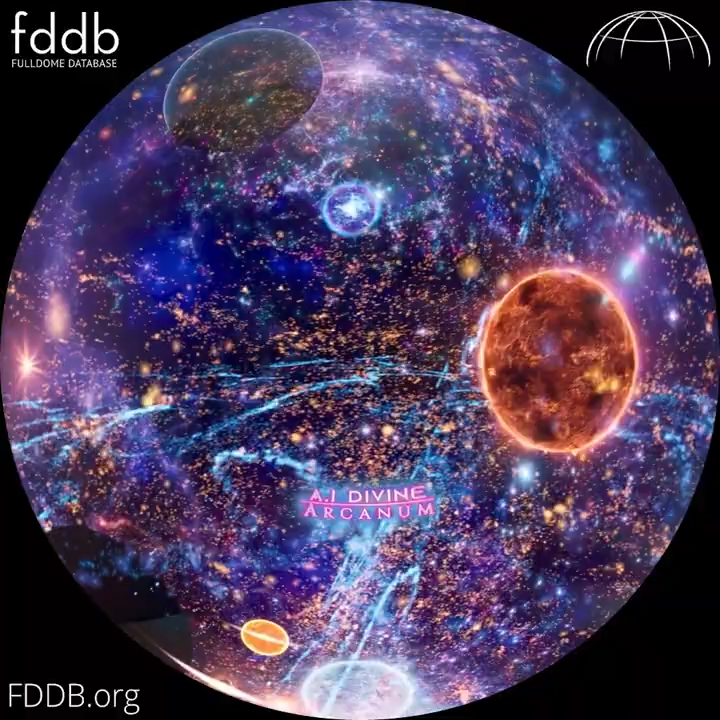 fddb
FULLDOME DATABASE
A.I DIVINE
ARCANUM
FDDB.org